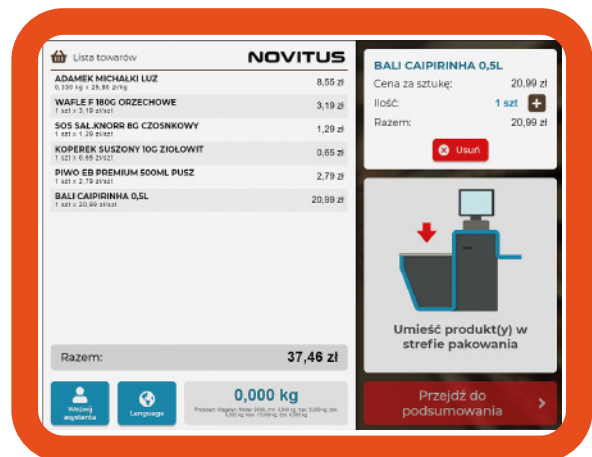 Lista towarów
NOVITUS
ADAMEK MICHAŁKI LUZ
8,55 zł
0,330 kg x 25,90 zł/kg
WAFLE F 180G ORZECHOWE
3,19 zł
1 szt x 3,19 zł/szt
SOS SAŁ.KNORR 8G CZOSNKOWY
1,29 zł
1 szt x 1,29 zł/szt
KOPEREK SUSZONY 10G ZIOŁOWIT
0,65 zł
1 szt x 0,65 zł/szt
PIWO EB PREMIUM 500ML PUSZ
2,79 zł
1 szt x 2,79 zł/szt
BALI CAIPIRINHA 0,5L
20,99 zł
1 szt x 20,99 zł/szt
Razem:
37,46 zł
Wezwij
asystenta
Language
0,000 kg
BALI CAIPIRINHA 0,5L
Cena za sztukę:
20,99 zł
Ilość:
1 szt +
Razem:
20,99 zł
Usuń
Umieść produkt(y) w
strefie pakowania
Przejdź do
podsumowania